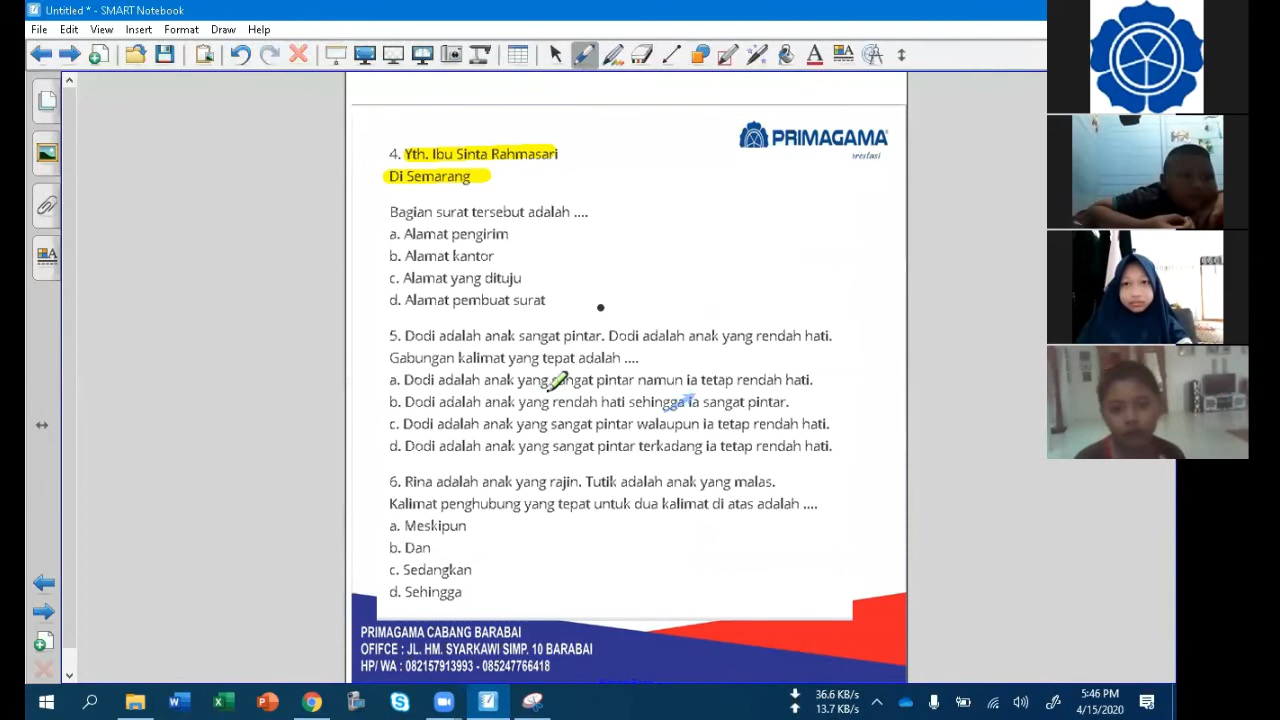 Untitled * - SMART Notebook
File Edit View Insert Format Draw Help
PRIMAGAMA
4. Yth. Ibu Sinta Rahmasari
Di Semarang
Bagian surat tersebut adalah ....
a. Alamat pengirim
b. Alamat kantor
c. Alamat yang dituju
d. Alamat pembuat surat
5. Dodi adalah anak sangat pintar. Dodi adalah anak yang rendah hati.
Gabungan kalimat yang tepat adalah ....
a. Dodi adalah anak yang sangat pintar namun ia tetap rendah hati.
b. Dodi adalah anak yang rendah hati sehingga ia sangat pintar.
c. Dodi adalah anak yang sangat pintar walaupun ia tetap rendah hati.
d. Dodi adalah anak yang sangat pintar terkadang ia tetap rendah hati.
6. Rina adalah anak yang rajin. Tutik adalah anak yang malas.
Kalimat penghubung yang tepat untuk dua kalimat di atas adalah ....
a. Meskipun
b. Dan
c. Sedangkan
d. Sehingga
PRIMAGAMA CABANG BARABAI
OFIFCE : JL. HM. SYARKAWI SIMP. 10 BARABAI
HP/ WA : 082157913993 - 085247766418
36.6 KB/s
13.7 KB/s
5:46 PM
4/15/2020